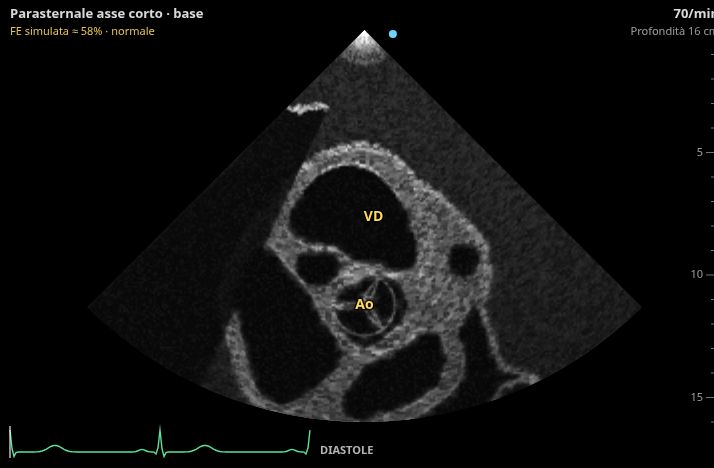 Parasternale asse corto · base
FE simulata ≈ 58% · normale
70/min
Profondità 16 cm
5
10
15
VD
Ao
DIASTOLE